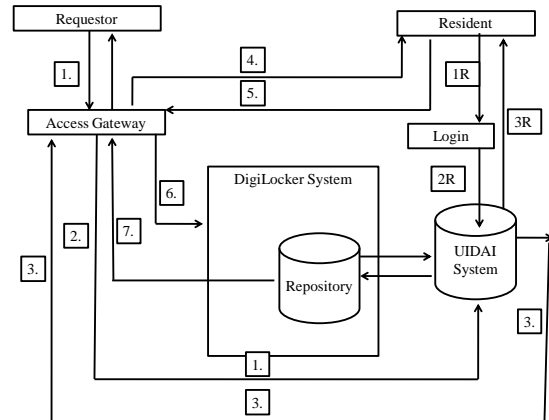 Requestor
Resident
1.
4.
1R
5.
3R
Access Gateway
Login
DigiLocker System
2R
6.
2.
7.
3.
UIDAI
System
Repository
3.
1.
3.